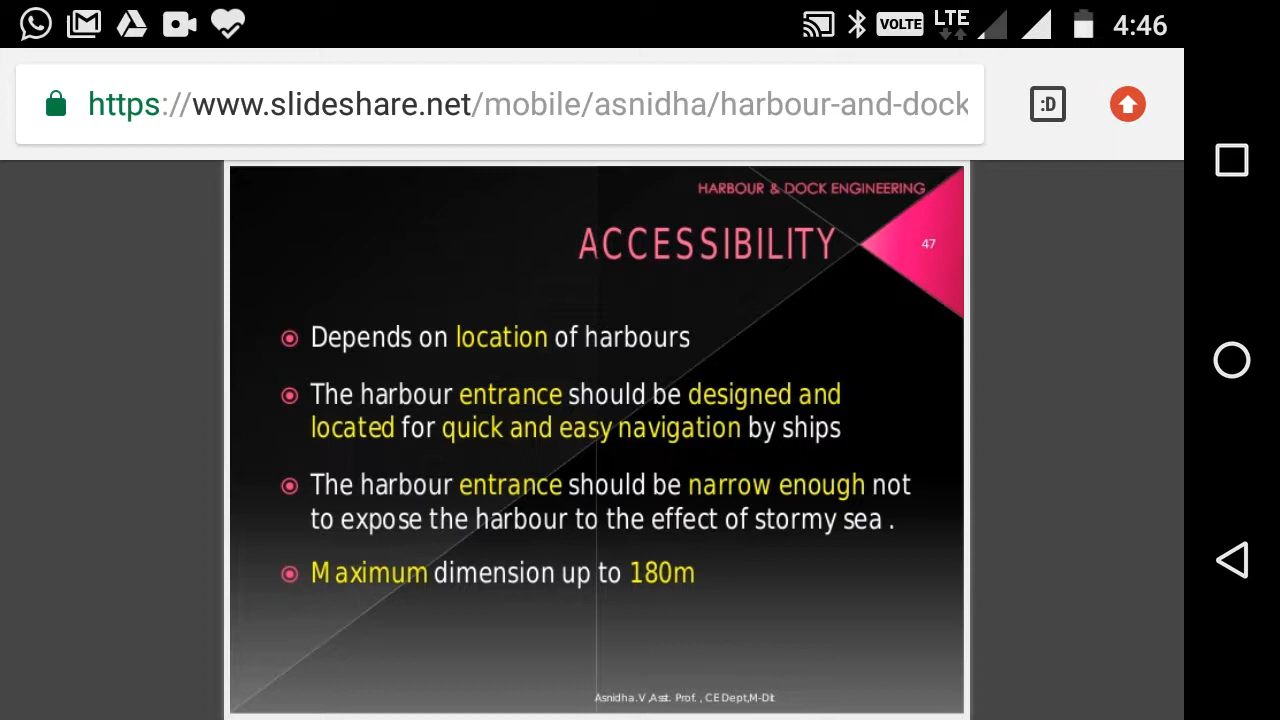 VOLTE LTE 4:46
https://www.slideshare.net/mobile/asnidha/harbour-and-dock
:D
HARBOUR & DOCK ENGINEERING
ACCESSIBILITY
47
Depends on location of harbours
The harbour entrance should be designed and
located for quick and easy navigation by ships
The harbour entrance should be narrow enough not
to expose the harbour to the effect of stormy sea .
Maximum dimension up to 180m
Asnidha.V,Asst. Prof. , CE Dept,M-Dit